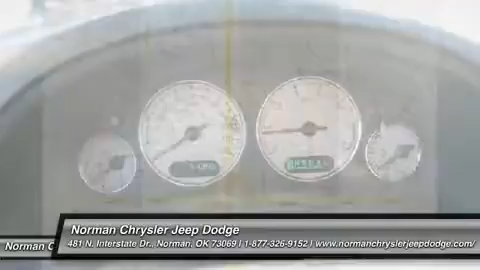 Norman Chrysler Jeep Dodge
481 N. Interstate Dr., Norman, OK 73069 | 1-877-326-9152 | www.normanchryslerjeepdodge.com/
Norman C